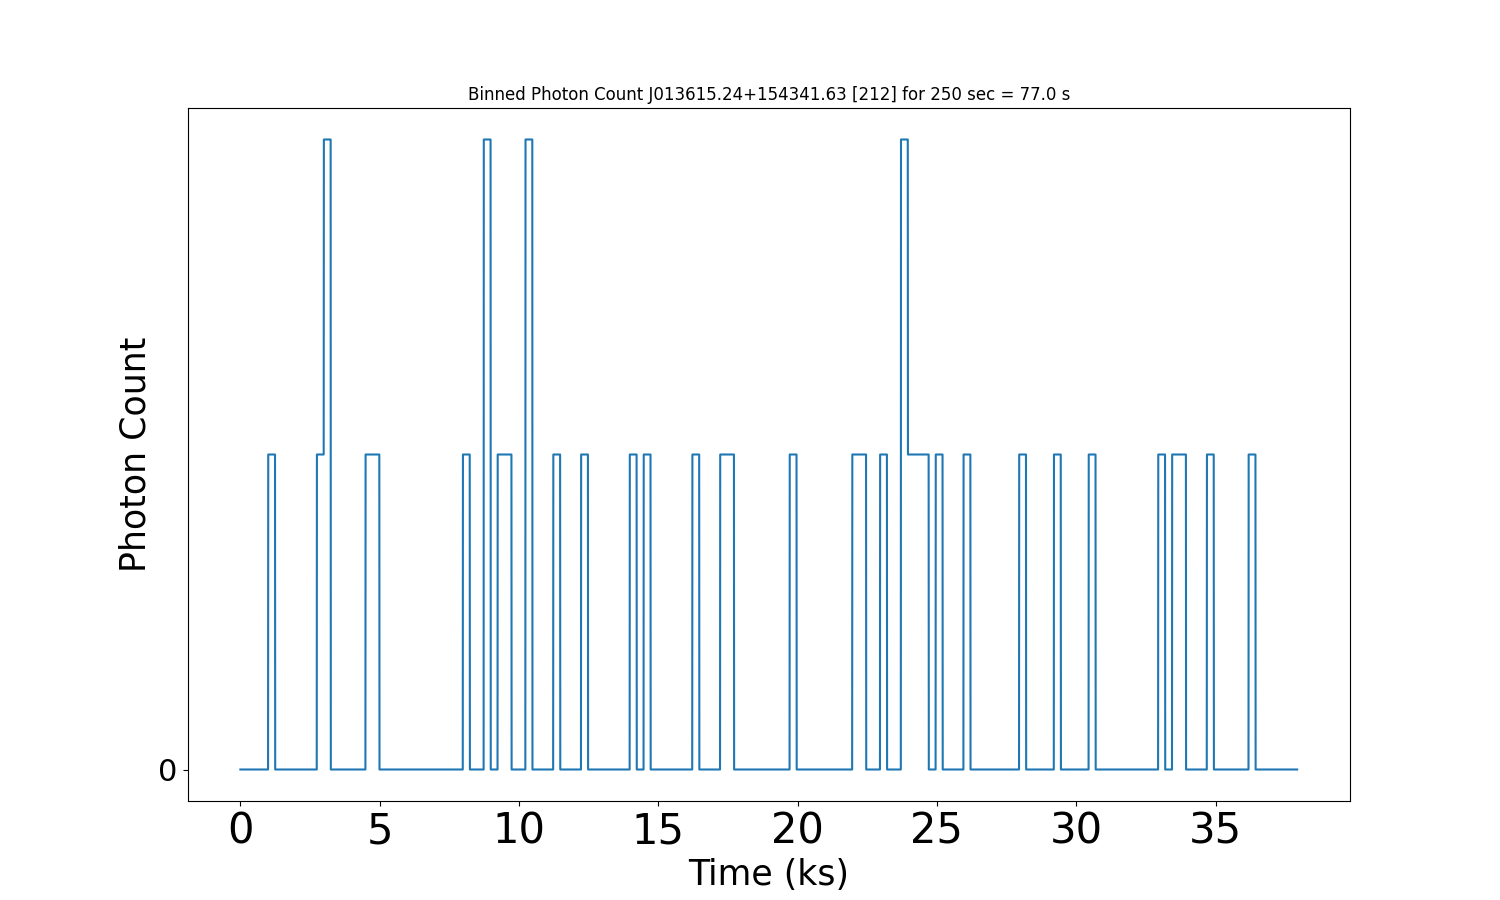 Binned Photon Count J013615.24+154341.63 [212] for 250 sec = 77.0 s
Photon Count
0
0 5 10 15 20 25 30 35
Time (ks)